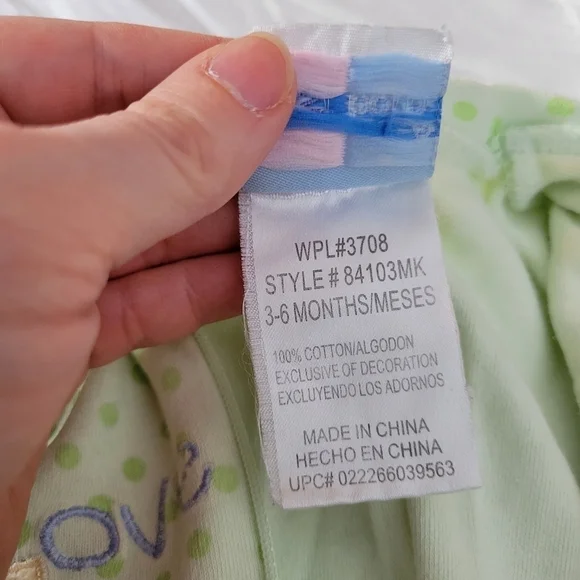 WPL#3708
STYLE # 84103MK
3-6 MONTHS/MESES
100% COTTON/ALGODON
EXCLUSIVE OF DECORATION
EXCLUYENDO LOS ADORNOS
MADE IN CHINA
HECHO EN CHINA
UPC# 022266039563
ove